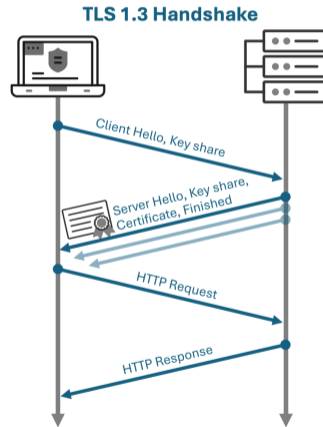 TLS 1.3 Handshake
Client Hello, Key share
Server Hello, Key share,
Certificate, Finished
HTTP Request
HTTP Response